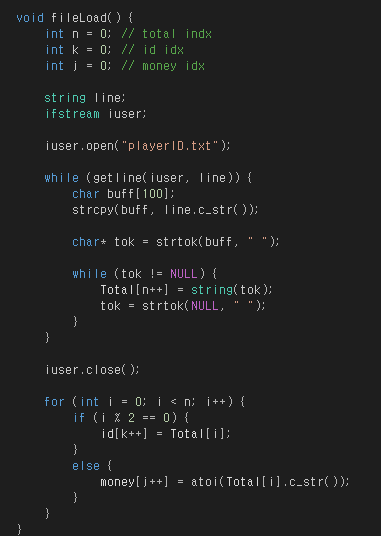 void fileLoad() {
    int n = 0; // total indx
    int k = 0; // id idx
    int j = 0; // money idx

    string line;
    ifstream iuser;

    iuser.open("playerID.txt");

    while (getline(iuser, line)) {
        char buff[100];
        strcpy(buff, line.c_str());

        char* tok = strtok(buff, " ");

        while (tok != NULL) {
            Total[n++] = string(tok);
            tok = strtok(NULL, " ");
        }
    }

    iuser.close();

    for (int i = 0; i < n; i++) {
        if (i % 2 == 0) {
            id[k++] = Total[i];
        }
        else {
            money[j++] = atoi(Total[i].c_str());
        }
    }
}